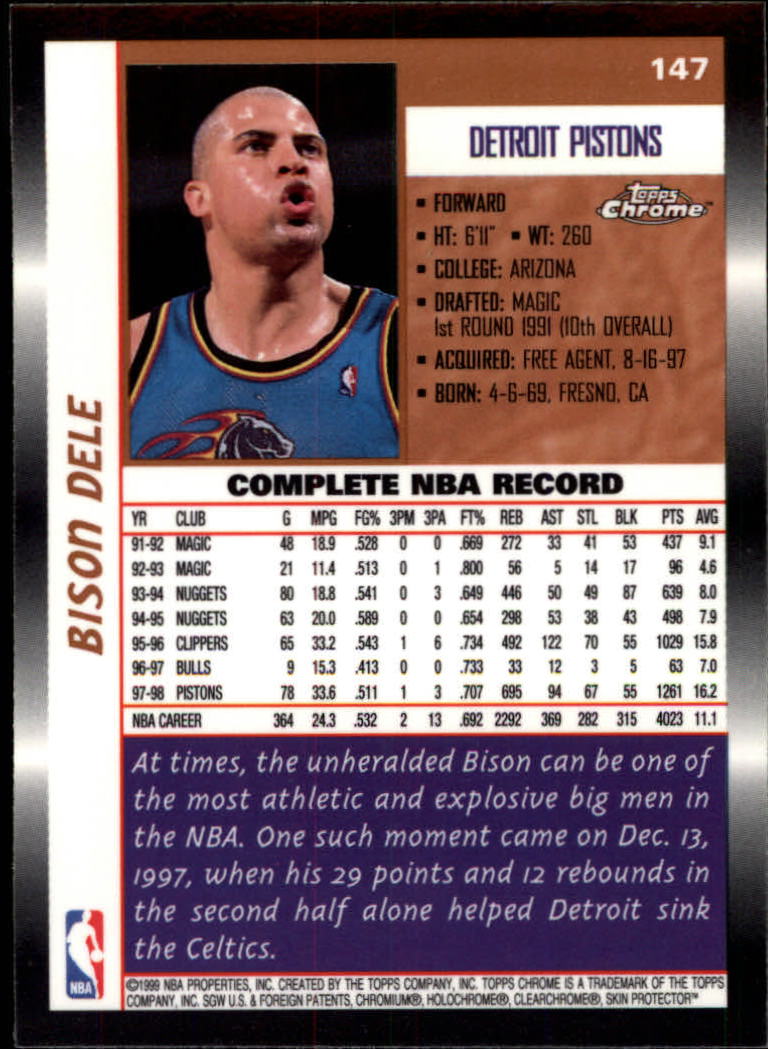 147
DETROIT PISTONS
Topps
Chrome™
▪ FORWARD
▪ HT: 6'11" ▪ WT: 260
▪ COLLEGE: ARIZONA
▪ DRAFTED: MAGIC
1st ROUND 1991 (10th OVERALL)
▪ ACQUIRED: FREE AGENT, 8-16-97
▪ BORN: 4-6-69, FRESNO, CA
BISON DELE
COMPLETE NBA RECORD
YR CLUB G MPG FG% 3PM 3PA FT% REB AST STL BLK PTS AVG
91-92 MAGIC 48 18.9 .528 0 0 .669 272 33 41 53 437 9.1
92-93 MAGIC 21 11.4 .513 0 1 .800 56 5 14 17 96 4.6
93-94 NUGGETS 80 18.8 .541 0 3 .649 446 50 49 87 639 8.0
94-95 NUGGETS 63 20.0 .589 0 0 .654 298 53 38 43 498 7.9
95-96 CLIPPERS 65 33.2 .543 1 6 .734 492 122 70 55 1029 15.8
96-97 BULLS 9 15.3 .413 0 0 .733 33 12 3 5 63 7.0
97-98 PISTONS 78 33.6 .511 1 3 .707 695 94 67 55 1261 16.2
NBA CAREER 364 24.3 .532 2 13 .692 2292 369 282 315 4023 11.1
At times, the unheralded Bison can be one of
the most athletic and explosive big men in
the NBA. One such moment came on Dec. 13,
1997, when his 29 points and 12 rebounds in
the second half alone helped Detroit sink
the Celtics.
NBA
©1999 NBA PROPERTIES, INC. CREATED BY THE TOPPS COMPANY, INC. TOPPS CHROME IS A TRADEMARK OF THE TOPPS
COMPANY, INC. SGW U.S. & FOREIGN PATENTS, CHROMIUM®, HOLOCHROME®, CLEARCHROME®, SKIN PROTECTOR™